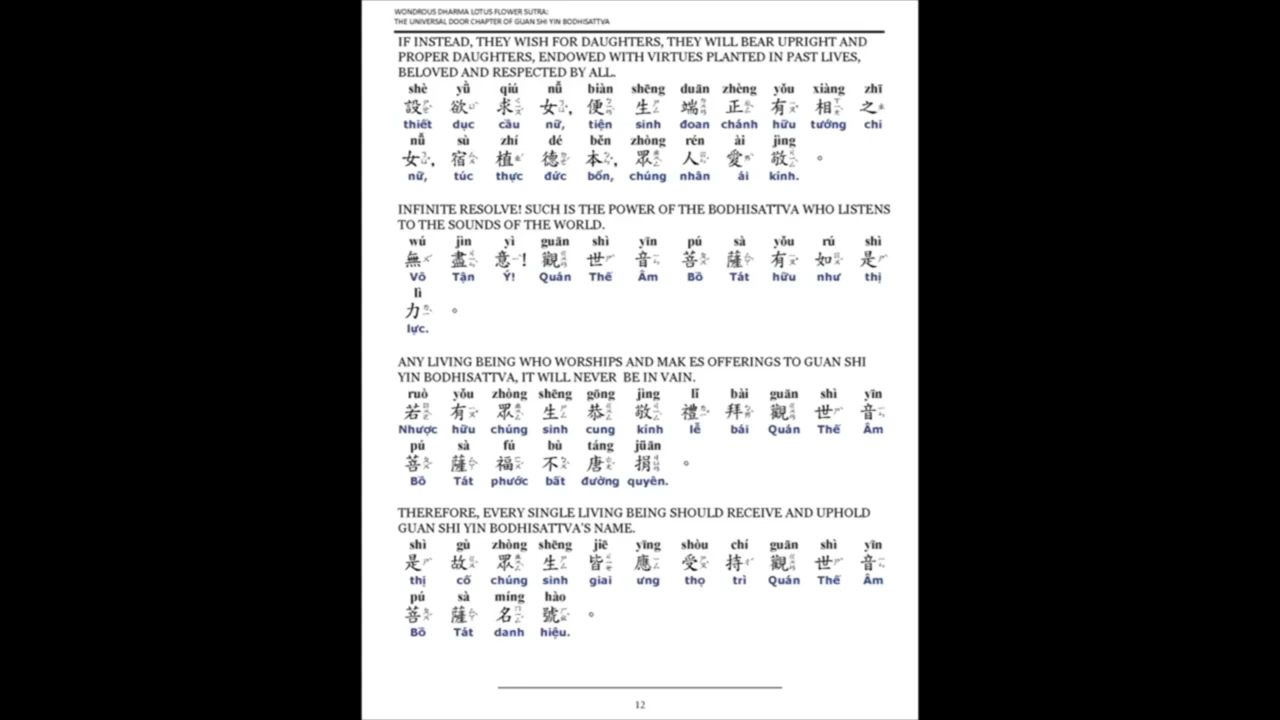 WONDROUS DHARMA LOTUS FLOWER SUTRA:
THE UNIVERSAL DOOR CHAPTER OF GUAN SHI YIN BODHISATTVA
IF INSTEAD, THEY WISH FOR DAUGHTERS, THEY WILL BEAR UPRIGHT AND
PROPER DAUGHTERS, ENDOWED WITH VIRTUES PLANTED IN PAST LIVES,
BELOVED AND RESPECTED BY ALL.
shè yǜ qiú nǚ biàn shēng duān zhèng yǒu xiàng zhī
設 欲 求 女, 便 生 端 正 有 相 之
thiết dục cầu nữ, tiện sinh đoan chánh hữu tướng chi
nǚ sù zhí dé běn zhòng rén ài jìng
女, 宿 植 德 本, 眾 人 愛 敬 。
nữ, túc thực đức bổn, chúng nhân ái kính.
INFINITE RESOLVE! SUCH IS THE POWER OF THE BODHISATTVA WHO LISTENS
TO THE SOUNDS OF THE WORLD.
wú jìn yì guān shì yīn pú sà yǒu rú shì
無 盡 意! 觀 世 音 菩 薩 有 如 是
Vô Tận Ý! Quán Thế Âm Bồ Tát hữu như thị
lì
力 。
lực.
ANY LIVING BEING WHO WORSHIPS AND MAK ES OFFERINGS TO GUAN SHI
YIN BODHISATTVA, IT WILL NEVER BE IN VAIN.
ruò yǒu zhòng shēng gōng jìng lǐ bài guān shì yīn
若 有 眾 生 恭 敬 禮 拜 觀 世 音
Nhược hữu chúng sinh cung kính lễ bái Quán Thế Âm
pú sà fú bù táng jüān
菩 薩 福 不 唐 捐 。
Bồ Tát phước bất đường quyên.
THEREFORE, EVERY SINGLE LIVING BEING SHOULD RECEIVE AND UPHOLD
GUAN SHI YIN BODHISATTVA'S NAME.
shì gù zhòng shēng jiē yīng shòu chí guān shì yīn
是 故 眾 生 皆 應 受 持 觀 世 音
thị cố chúng sinh giai ưng thọ trì Quán Thế Âm
pú sà míng hào
菩 薩 名 號 。
Bồ Tát danh hiệu.
12